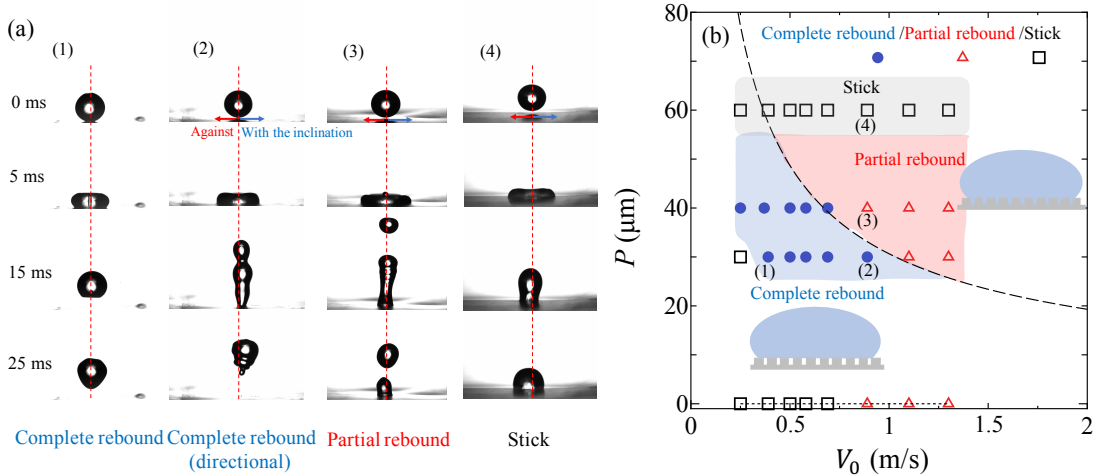 (a)
(1)
(2)
(3)
(4)
0 ms
Against
With the inclination
5 ms
15 ms
25 ms
Complete rebound
Complete rebound
(directional)
Partial rebound
Stick
(b)
Complete rebound /Partial rebound /Stick
Stick
(4)
Partial rebound
(3)
(1)
(2)
Complete rebound
80
60
40
20
0
P (μm)
0
0.5
1
1.5
2
V₀ (m/s)